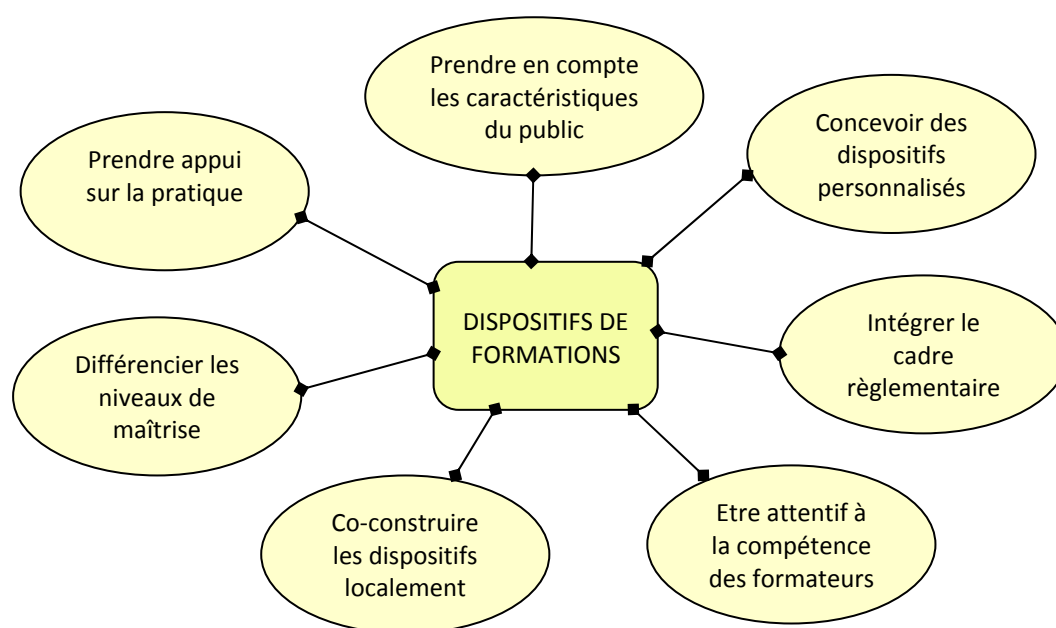 Prendre en compte
les caractéristiques
du public
Concevoir des
dispositifs
personnalisés
Prendre appui
sur la pratique
DISPOSITIFS DE
FORMATIONS
Intégrer le
cadre
règlementaire
Différencier les
niveaux de
maîtrise
Co-construire
les dispositifs
localement
Etre attentif à
la compétence
des formateurs